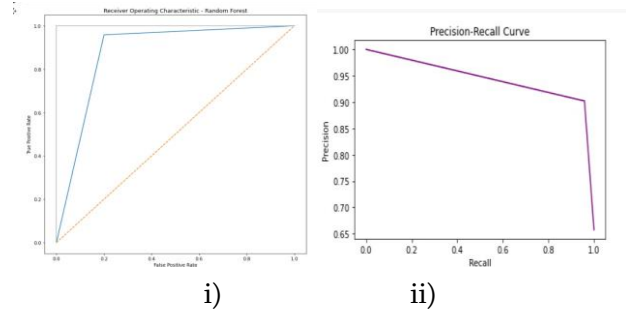 Receiver Operating Characteristic - Random Forest
1.0
0.8
0.6
0.4
0.2
0.0
True Positive Rate
0.0 0.2 0.4 0.6 0.8 1.0
False Positive Rate
i)
Precision-Recall Curve
1.00
0.95
0.90
0.85
0.80
0.75
0.70
0.65
Precision
0.0 0.2 0.4 0.6 0.8 1.0
Recall
ii)